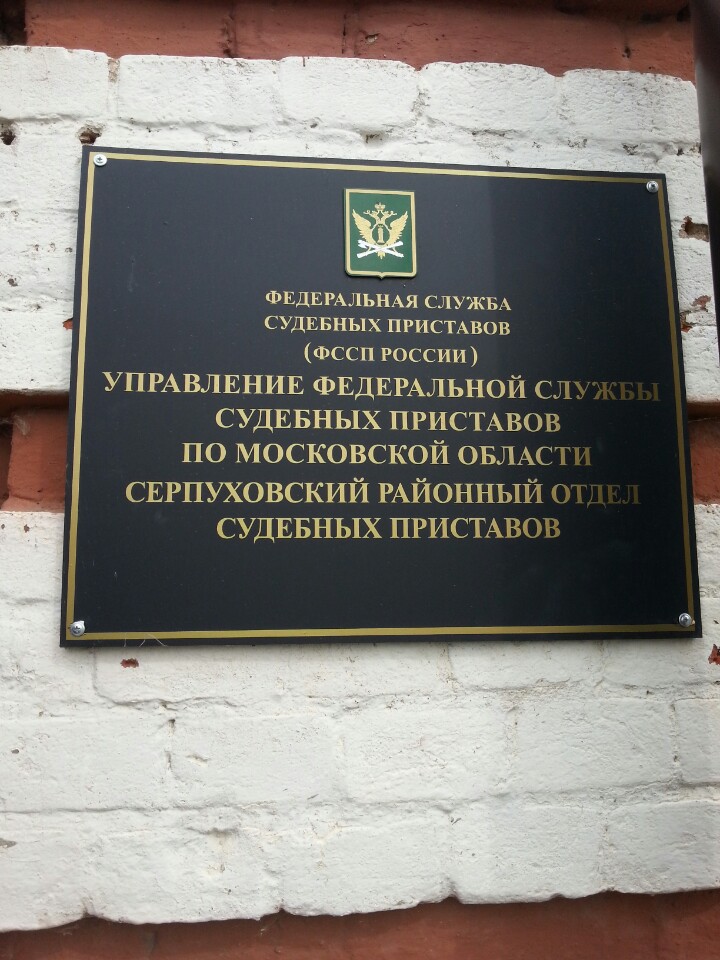 ФЕДЕРАЛЬНАЯ СЛУЖБА
СУДЕБНЫХ ПРИСТАВОВ
(ФССП РОССИИ)
УПРАВЛЕНИЕ ФЕДЕРАЛЬНОЙ СЛУЖБЫ
СУДЕБНЫХ ПРИСТАВОВ
ПО МОСКОВСКОЙ ОБЛАСТИ
СЕРПУХОВСКИЙ РАЙОННЫЙ ОТДЕЛ
СУДЕБНЫХ ПРИСТАВОВ